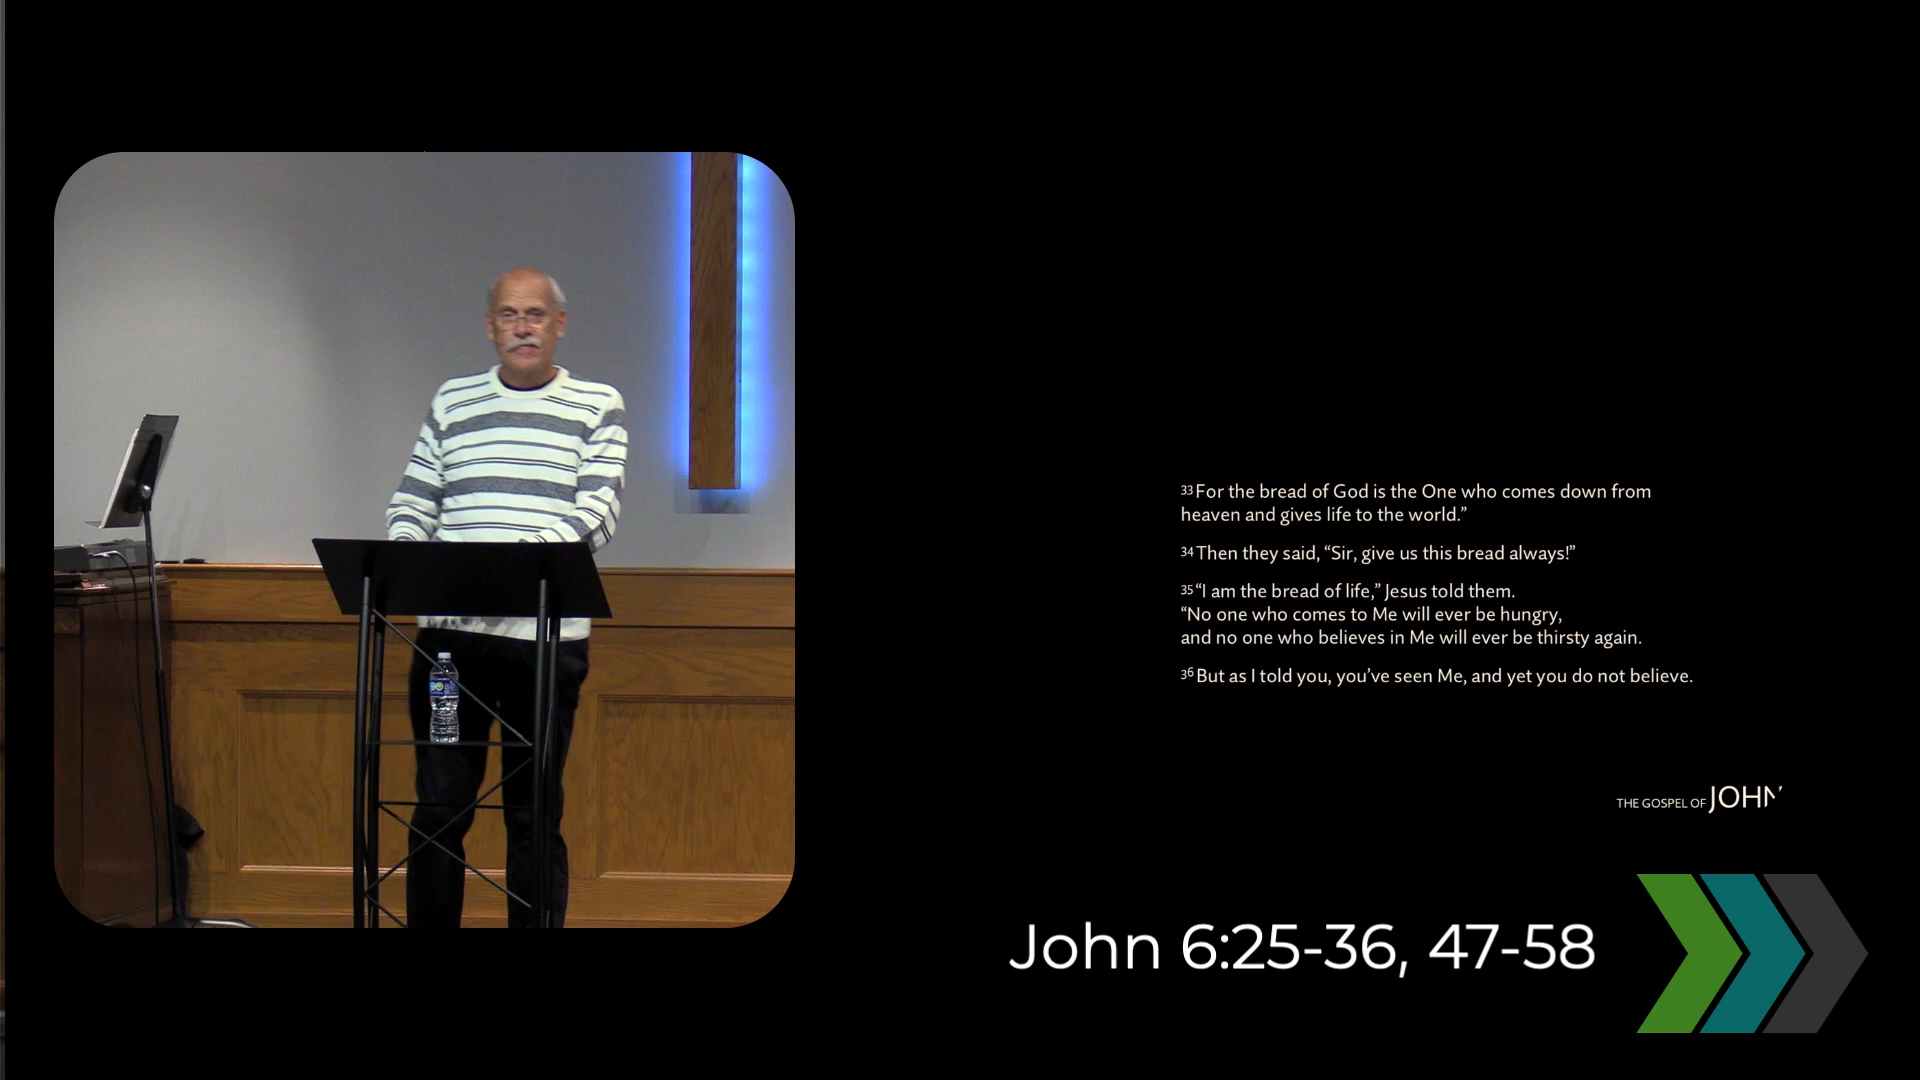 33 For the bread of God is the One who comes down from
heaven and gives life to the world.”
34 Then they said, “Sir, give us this bread always!”
35 “I am the bread of life,” Jesus told them.
“No one who comes to Me will ever be hungry,
and no one who believes in Me will ever be thirsty again.
36 But as I told you, you’ve seen Me, and yet you do not believe.
THE GOSPEL OF JOHN
John 6:25-36, 47-58